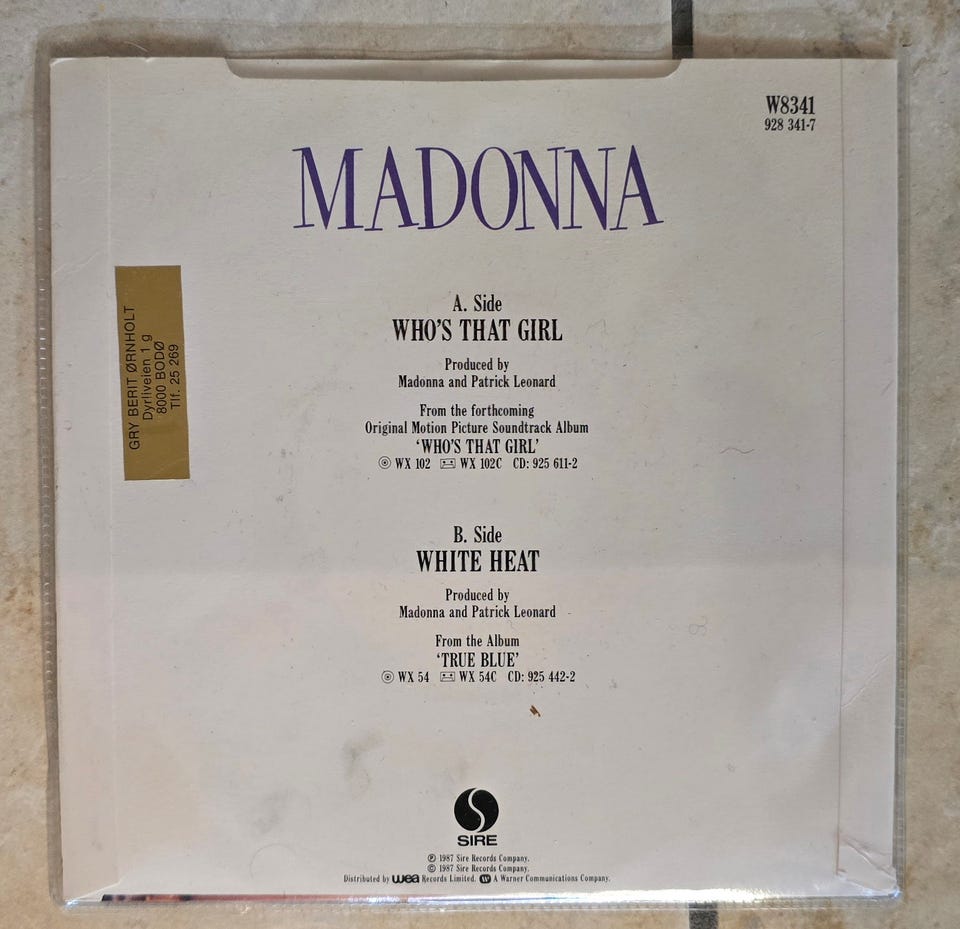 W8341
928 341-7
MADONNA
GRY BERIT ØRNHOLT
Dyrliveien 1 g
8000 BODØ
Tlf. 25 269
A. Side
WHO'S THAT GIRL
Produced by
Madonna and Patrick Leonard
From the forthcoming
Original Motion Picture Soundtrack Album
‘WHO'S THAT GIRL’
WX 102 WX 102C CD: 925 611-2
B. Side
WHITE HEAT
Produced by
Madonna and Patrick Leonard
From the Album
‘TRUE BLUE’
WX 54 WX 54C CD: 925 442-2
SIRE
℗ 1987 Sire Records Company.
© 1987 Sire Records Company.
Distributed by wea Records Limited. A Warner Communications Company.